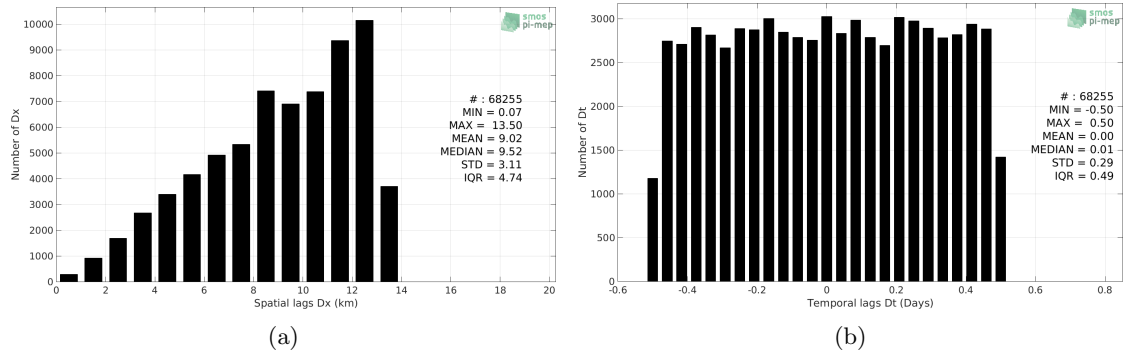 10000
9000
8000
7000
6000
5000
4000
3000
2000
1000
0
Number of Dx
0 2 4 6 8 10 12 14 16 18 20
Spatial lags Dx (km)
smos
pi-mep
# : 68255
MIN = 0.07
MAX = 13.50
MEAN = 9.02
MEDIAN = 9.52
STD = 3.11
IQR = 4.74
(a)
3000
2500
2000
1500
1000
500
0
Number of Dt
-0.6 -0.4 -0.2 0 0.2 0.4 0.6 0.8
Temporal lags Dt (Days)
smos
pi-mep
# : 68255
MIN = -0.50
MAX = 0.50
MEAN = 0.00
MEDIAN = 0.01
STD = 0.29
IQR = 0.49
(b)